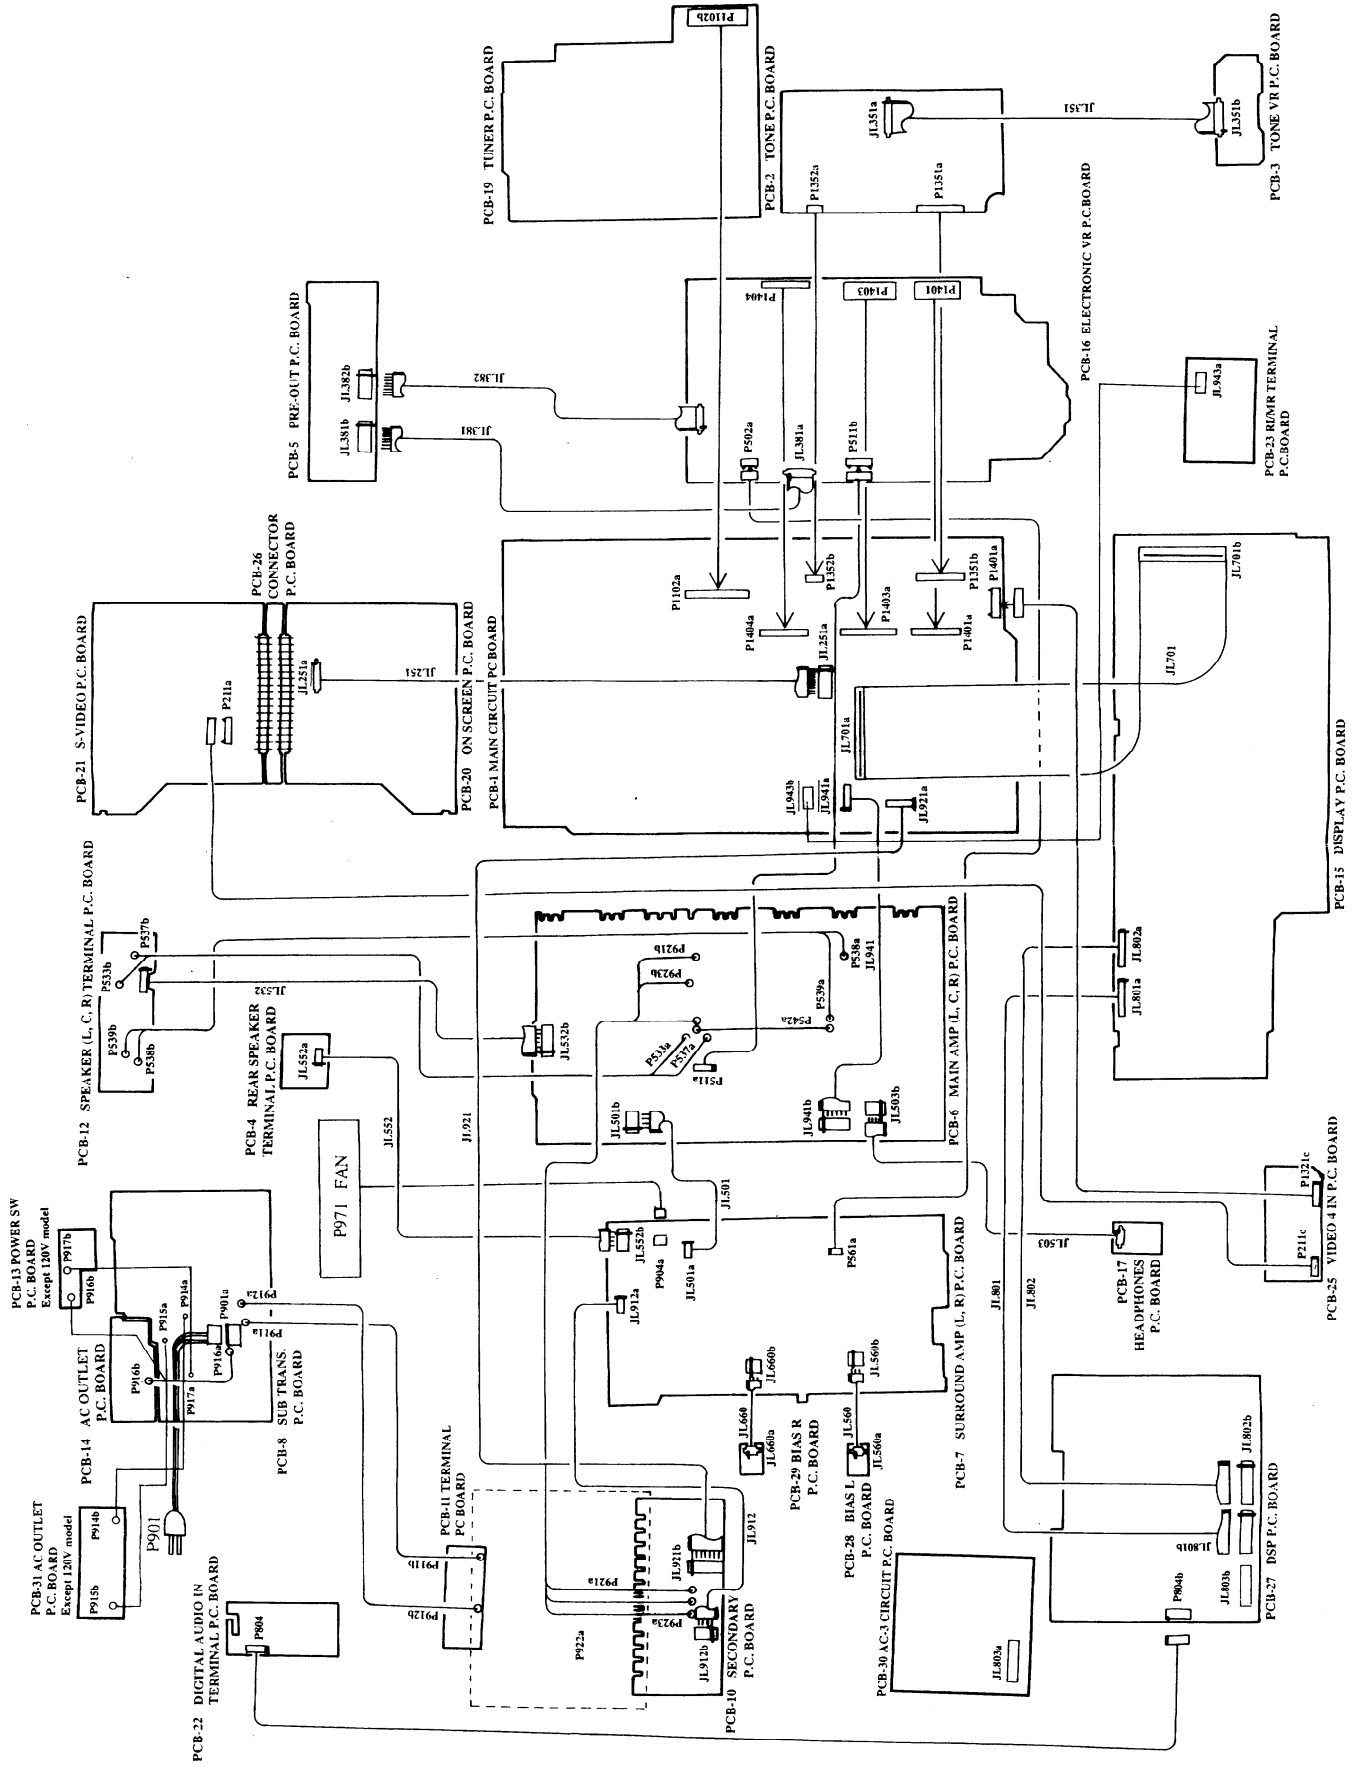 PCB-19 TUNER P.C. BOARD
P1102b
PCB-2 TONE P.C. BOARD
JL351a
P1352a
P1351a
JL351
JL351b
PCB-3 TONE VR P.C. BOARD
PCB-5 PRE-OUT P.C. BOARD
JL382b
JL381b
JL382
JL381
P1404
P1403
P1401
PCB-16 ELECTRONIC VR P.C.BOARD
P502a
JL381a
P511b
JL943a
PCB-23 RI/MR TERMINAL
P.C.BOARD
PCB-21 S-VIDEO P.C. BOARD
P211a
PCB-26
CONNECTOR
P.C. BOARD
JL251a
JL251
PCB-20 ON SCREEN P.C. BOARD
PCB-1 MAIN CIRCUIT PC BOARD
P1102a
P1352b
P1351b
P1401a
P1404a
P1403a
P1401a
JL251a
JL701a
JL943b
JL941a
JL921a
JL701b
JL701
PCB-15 DISPLAY P.C. BOARD
JL802a
JL801a
PCB-12 SPEAKER (L, C, R) TERMINAL P.C. BOARD
P537b
P533b
P539b
P538b
JL532
PCB-4 REAR SPEAKER
TERMINAL P.C. BOARD
JL552a
JL552
JL921
JL532b
P921b
P923b
P538a
JL941
P539a
P542a
P533a
P537a
P511a
JL501b
JL941b
JL503b
PCB-6 MAIN AMP (L, C, R) P.C. BOARD
P971 FAN
JL501
PCB-13 POWER SW
P.C. BOARD
Except 120V model
P917b
P916b
P915a
P914a
P901a
P912a
P911a
P916a
P916b
P917a
PCB-14 AC OUTLET
P.C. BOARD
PCB-8 SUB TRANS.
P.C. BOARD
JL552b
P904a
JL501a
JL912a
P561a
JL660b
JL560b
JL660
JL560
JL660a
JL560a
PCB-29 BIAS R
P.C. BOARD
PCB-28 BIAS L
P.C. BOARD
PCB-7 SURROUND AMP (L, R) P.C. BOARD
JL503
PCB-17
HEADPHONES
P.C. BOARD
P1321c
P211c
PCB-25 VIDEO 4 IN P.C. BOARD
JL801
JL802
PCB-31 AC OUTLET
P.C. BOARD
Except 120V model
P914b
P915b
P901
PCB-22 DIGITAL AUDIO IN
TERMINAL P.C. BOARD
P804
PCB-11 TERMINAL
PC BOARD
P911b
P912b
P922a
P921a
P923a
JL921b
JL912b
JL912
PCB-10 SECONDARY
P.C. BOARD
PCB-30 AC-3 CIRCUIT P.C. BOARD
JL803a
JL802b
JL801b
JL803b
P804b
PCB-27 DSP P.C. BOARD